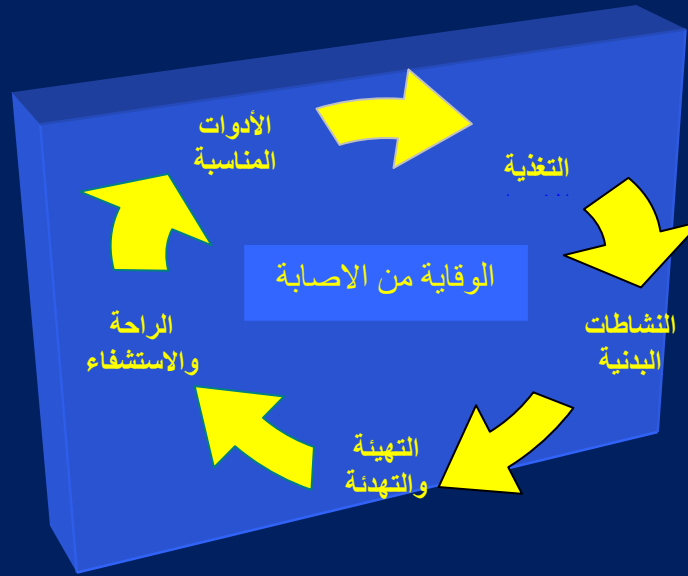 الأدوات
المناسبة
التغذية
الوقاية من الاصابة
النشاطات
البدنية
الراحة
والاستشفاء
التهيئة
والتهدئة